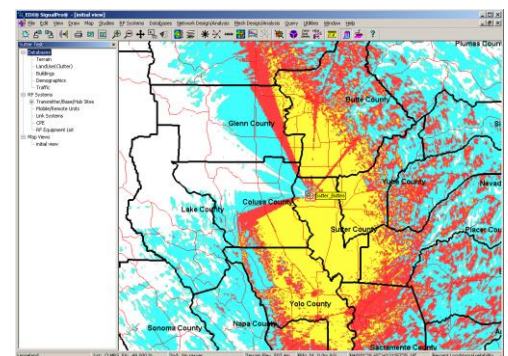 EDX® SignalPro® - [initial view]
File Edit View Draw Map Studies RF Systems Databases Network Design/Analysis Mesh Design/Analysis Query Utilities Window Help
Sutter Test
Databases
Terrain
LandUse(Clutter)
Buildings
Demographics
Traffic
RF Systems
Transmitter/Base/Hub Sites
Mobile/Remote Units
Link Systems
CPE
RF Equipment List
Map Views
initial view
Plumas County
Butte County
Glenn County
Colusa County
Sutter_Buttes
Yuba County
Lake County
Sutter County
Placer
Yolo County
Napa
Sonoma County
Sacramento County